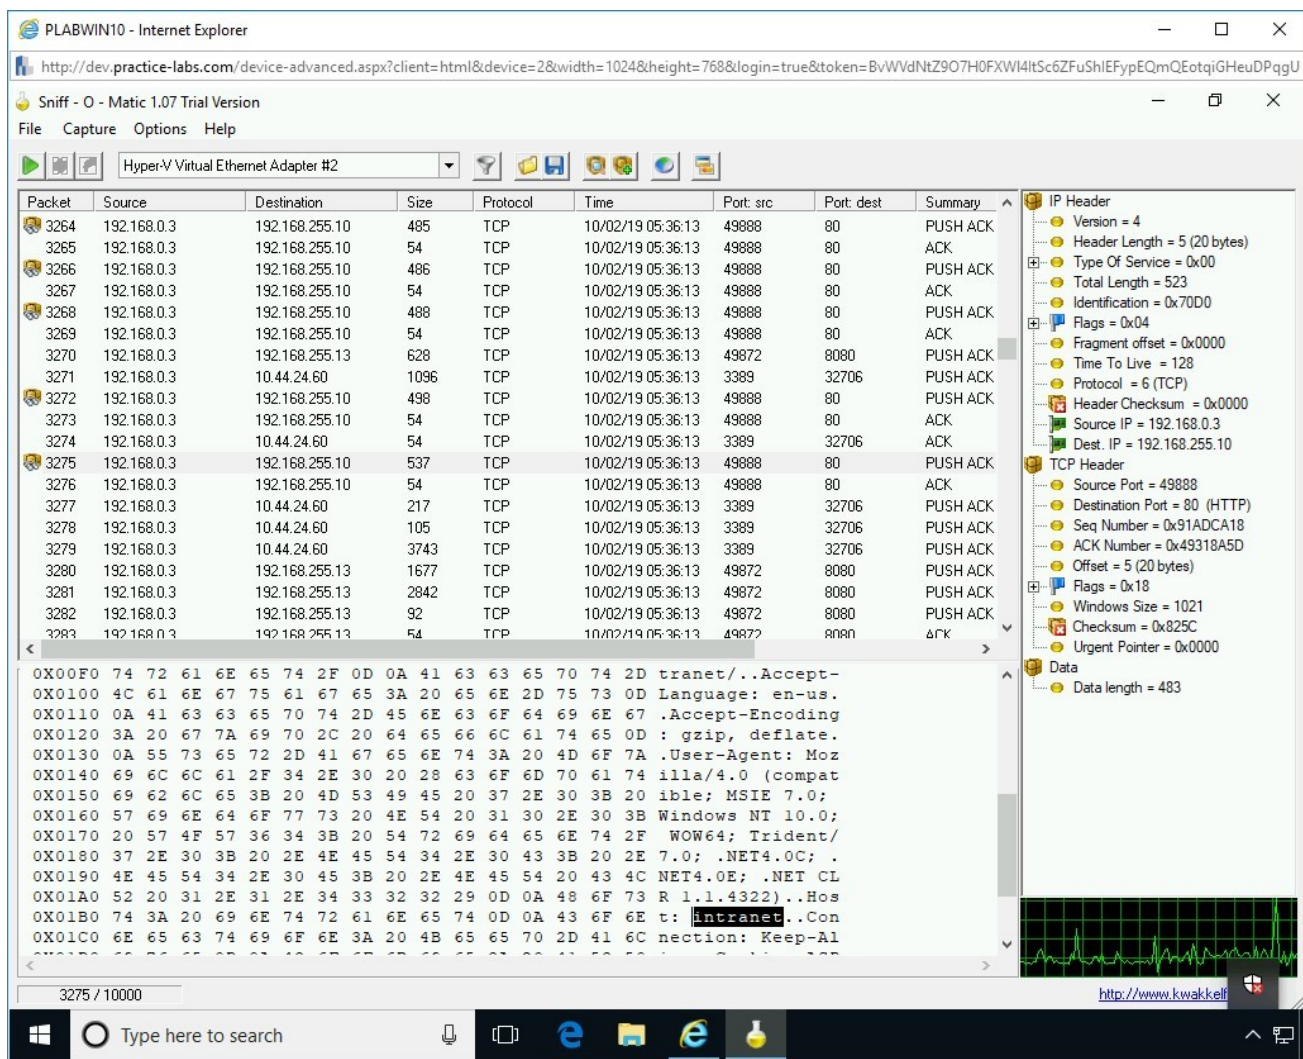 PLABWIN10 - Internet Explorer
http://dev.practice-labs.com/device-advanced.aspx?client=html&device=2&width=1024&height=768&login=true&token=
Sniff - O - Matic 1.07 Trial Version
File Capture Options Help
Hyper-V Virtual Ethernet Adapter #2
Packet Source Destination Size Protocol Time Port: src Port: dest Summary
3264 192.168.0.3 192.168.255.10 485 TCP 10/02/19 05:36:13 49888 80 PUSH ACK
3265 192.168.0.3 192.168.255.10 54 TCP 10/02/19 05:36:13 49888 80 ACK
3266 192.168.0.3 192.168.255.10 486 TCP 10/02/19 05:36:13 49888 80 PUSH ACK
3267 192.168.0.3 192.168.255.10 54 TCP 10/02/19 05:36:13 49888 80 ACK
3268 192.168.0.3 192.168.255.10 488 TCP 10/02/19 05:36:13 49888 80 PUSH ACK
3269 192.168.0.3 192.168.255.10 54 TCP 10/02/19 05:36:13 49888 80 ACK
3270 192.168.0.3 192.168.255.13 628 TCP 10/02/19 05:36:13 49872 8080 PUSH ACK
3271 192.168.0.3 10.44.24.60 1096 TCP 10/02/19 05:36:13 3389 32706 PUSH ACK
3272 192.168.0.3 192.168.255.10 498 TCP 10/02/19 05:36:13 49888 80 PUSH ACK
3273 192.168.0.3 192.168.255.10 54 TCP 10/02/19 05:36:13 49888 80 ACK
3274 192.168.0.3 10.44.24.60 54 TCP 10/02/19 05:36:13 3389 32706 ACK
3275 192.168.0.3 192.168.255.10 537 TCP 10/02/19 05:36:13 49888 80 PUSH ACK
3276 192.168.0.3 192.168.255.10 54 TCP 10/02/19 05:36:13 49888 80 ACK
3277 192.168.0.3 10.44.24.60 217 TCP 10/02/19 05:36:13 3389 32706 PUSH ACK
3278 192.168.0.3 10.44.24.60 105 TCP 10/02/19 05:36:13 3389 32706 PUSH ACK
3279 192.168.0.3 10.44.24.60 3743 TCP 10/02/19 05:36:13 3389 32706 PUSH ACK
3280 192.168.0.3 192.168.255.13 1677 TCP 10/02/19 05:36:13 49872 8080 PUSH ACK
3281 192.168.0.3 192.168.255.13 2842 TCP 10/02/19 05:36:13 49872 8080 PUSH ACK
3282 192.168.0.3 192.168.255.13 92 TCP 10/02/19 05:36:13 49872 8080 PUSH ACK
3283 192.168.0.3 192.168.255.13 54 TCP 10/02/19 05:36:13 49872 8080 ACK
IP Header
Version = 4
Header Length = 5 (20 bytes)
Type Of Service = 0x00
Total Length = 523
Identification = 0x70D0
Flags = 0x04
Fragment offset = 0x0000
Time To Live = 128
Protocol = 6 (TCP)
Header Checksum = 0x0000
Source IP = 192.168.0.3
Dest. IP = 192.168.255.10
TCP Header
Source Port = 49888
Destination Port = 80 (HTTP)
Seq Number = 0x91ADCA18
ACK Number = 0x49318A5D
Offset = 5 (20 bytes)
Flags = 0x18
Windows Size = 1021
Checksum = 0x825C
Urgent Pointer = 0x0000
Data
Data length = 483
0X00F0 74 72 61 6E 65 74 2F 0D 0A 41 63 63 65 70 74 2D tranet/..Accept-
0X0100 4C 61 6E 67 75 61 67 65 3A 20 65 6E 2D 75 73 0D Language: en-us.
0X0110 0A 41 63 63 65 70 74 2D 45 6E 63 6F 64 69 6E 67 .Accept-Encoding
0X0120 3A 20 67 7A 69 70 2C 20 64 65 66 6C 61 74 65 0D : gzip, deflate.
0X0130 0A 55 73 65 72 2D 41 67 65 6E 74 3A 20 4D 6F 7A .User-Agent: Moz
0X0140 69 6C 6C 61 2F 34 2E 30 20 28 63 6F 6D 70 61 74 illa/4.0 (compat
0X0150 69 62 6C 65 3B 20 4D 53 49 45 20 37 2E 30 3B 20 ible; MSIE 7.0;
0X0160 57 69 6E 64 6F 77 73 20 4E 54 20 31 30 2E 30 3B Windows NT 10.0;
0X0170 20 57 4F 57 36 34 3B 20 54 72 69 64 65 6E 74 2F WOW64; Trident/
0X0180 37 2E 30 3B 20 2E 4E 45 54 34 2E 30 43 3B 20 2E 7.0; .NET4.0C; .
0X0190 4E 45 54 34 2E 30 45 3B 20 2E 4E 45 54 20 43 4C NET4.0E; .NET CL
0X01A0 52 20 31 2E 31 2E 34 33 32 32 29 0D 0A 48 6F 73 R 1.1.4322)..Hos
0X01B0 74 3A 20 69 6E 74 72 61 6E 65 74 0D 0A 43 6F 6E t: intranet..Con
0X01C0 6E 65 63 74 69 6F 6E 3A 20 4B 65 65 70 2D 41 6C nection: Keep-Al
3275 / 10000
http://www.kwakkelf
Type here to search